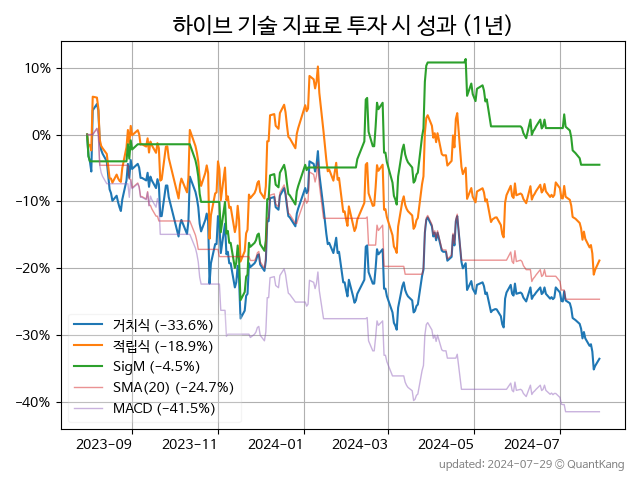 하이브 기술 지표로 투자 시 성과 (1년)
10%
0%
−10%
−20%
−30%
−40%
거치식 (−33.6%)
적립식 (−18.9%)
SigM (−4.5%)
SMA(20) (−24.7%)
MACD (−41.5%)
2023-09 2023-11 2024-01 2024-03 2024-05 2024-07
updated: 2024-07-29 ⓒ QuantKang